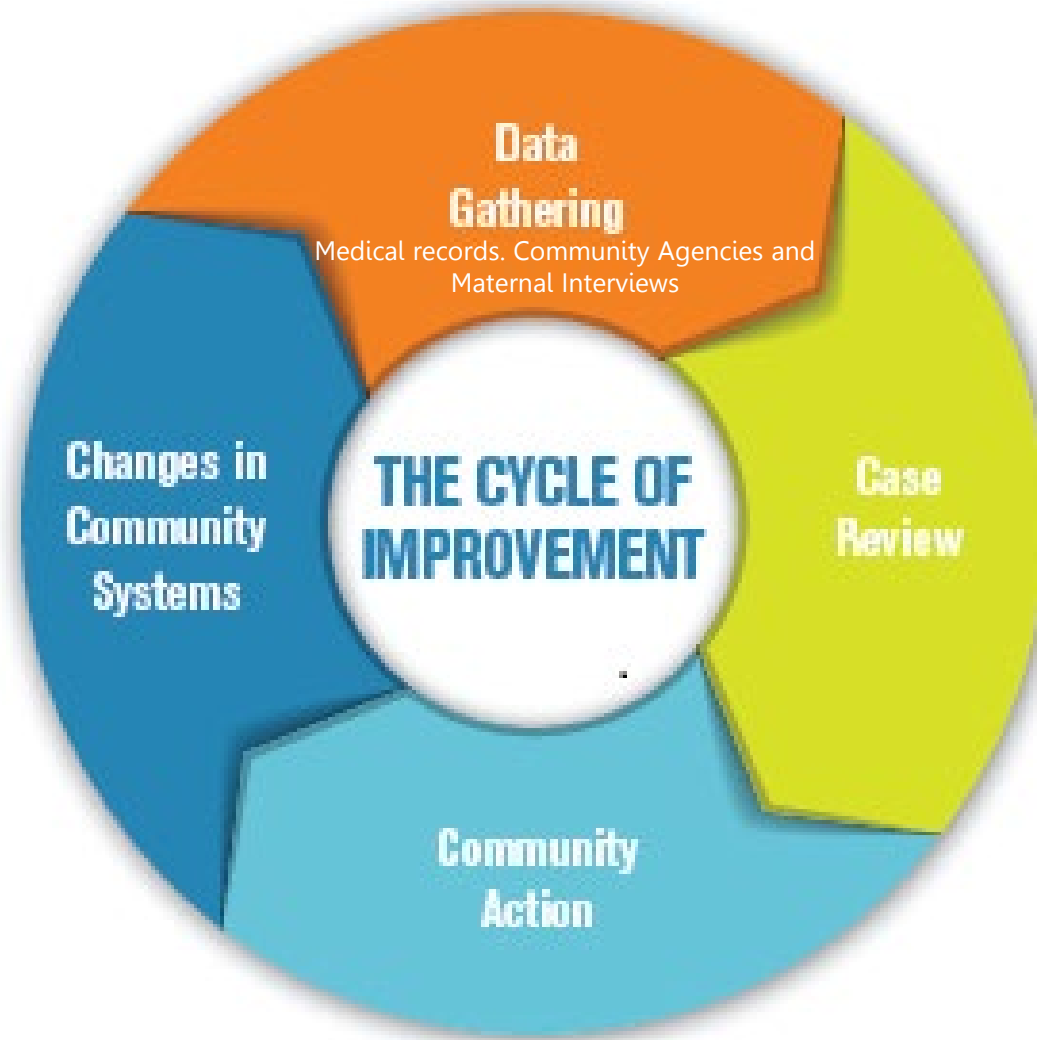 Data
Gathering
Medical records. Community Agencies and
Maternal Interviews
Case
Review
Community
Action
Changes in
Community
Systems
THE CYCLE OF
IMPROVEMENT
.